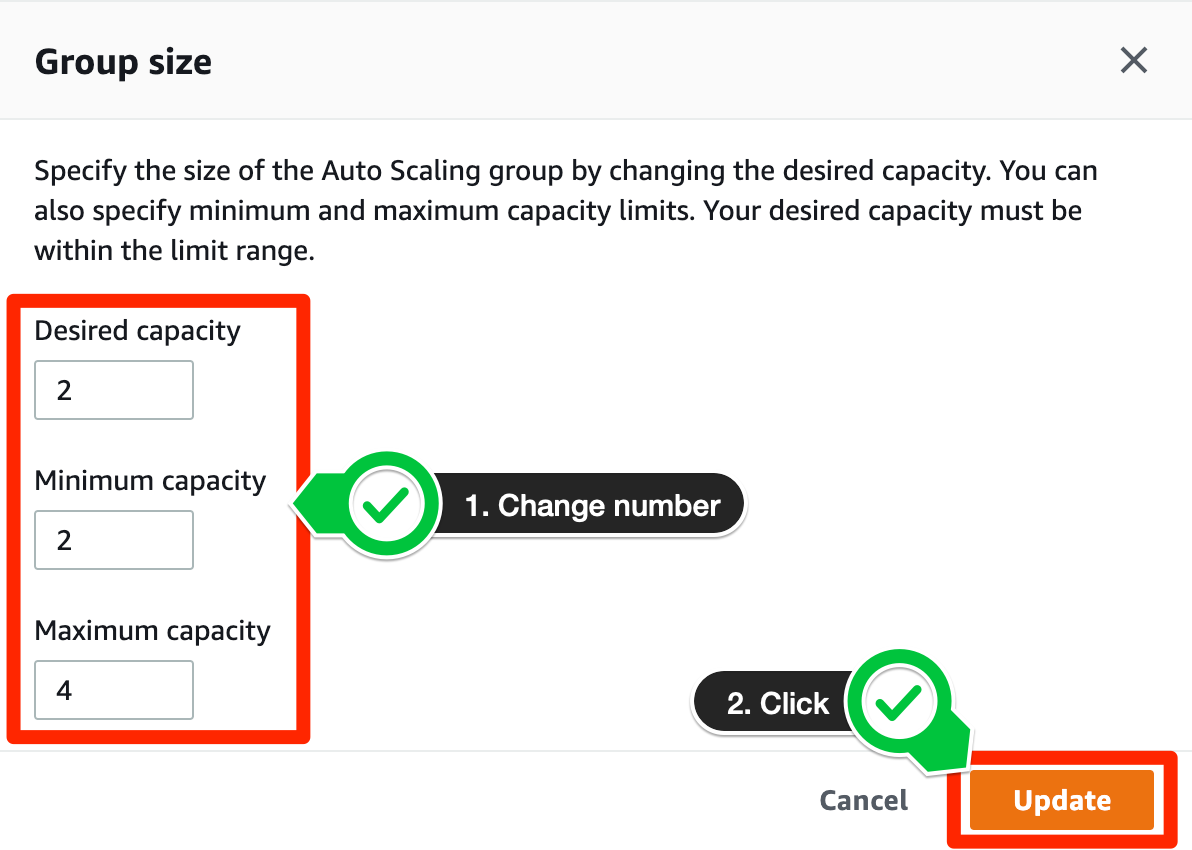 Group size
Specify the size of the Auto Scaling group by changing the desired capacity. You can
also specify minimum and maximum capacity limits. Your desired capacity must be
within the limit range.
Desired capacity
2
Minimum capacity
2
1. Change number
Maximum capacity
4
2. Click
Cancel
Update